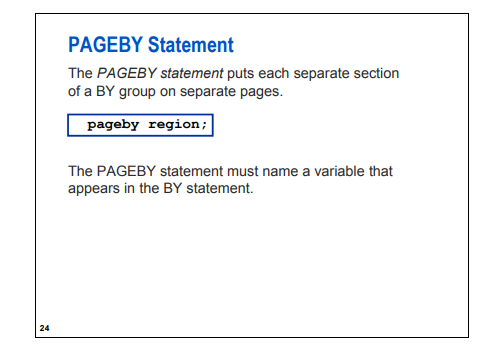 PAGEBY Statement
The PAGEBY statement puts each separate section
of a BY group on separate pages.
pageby region;
The PAGEBY statement must name a variable that
appears in the BY statement.
24